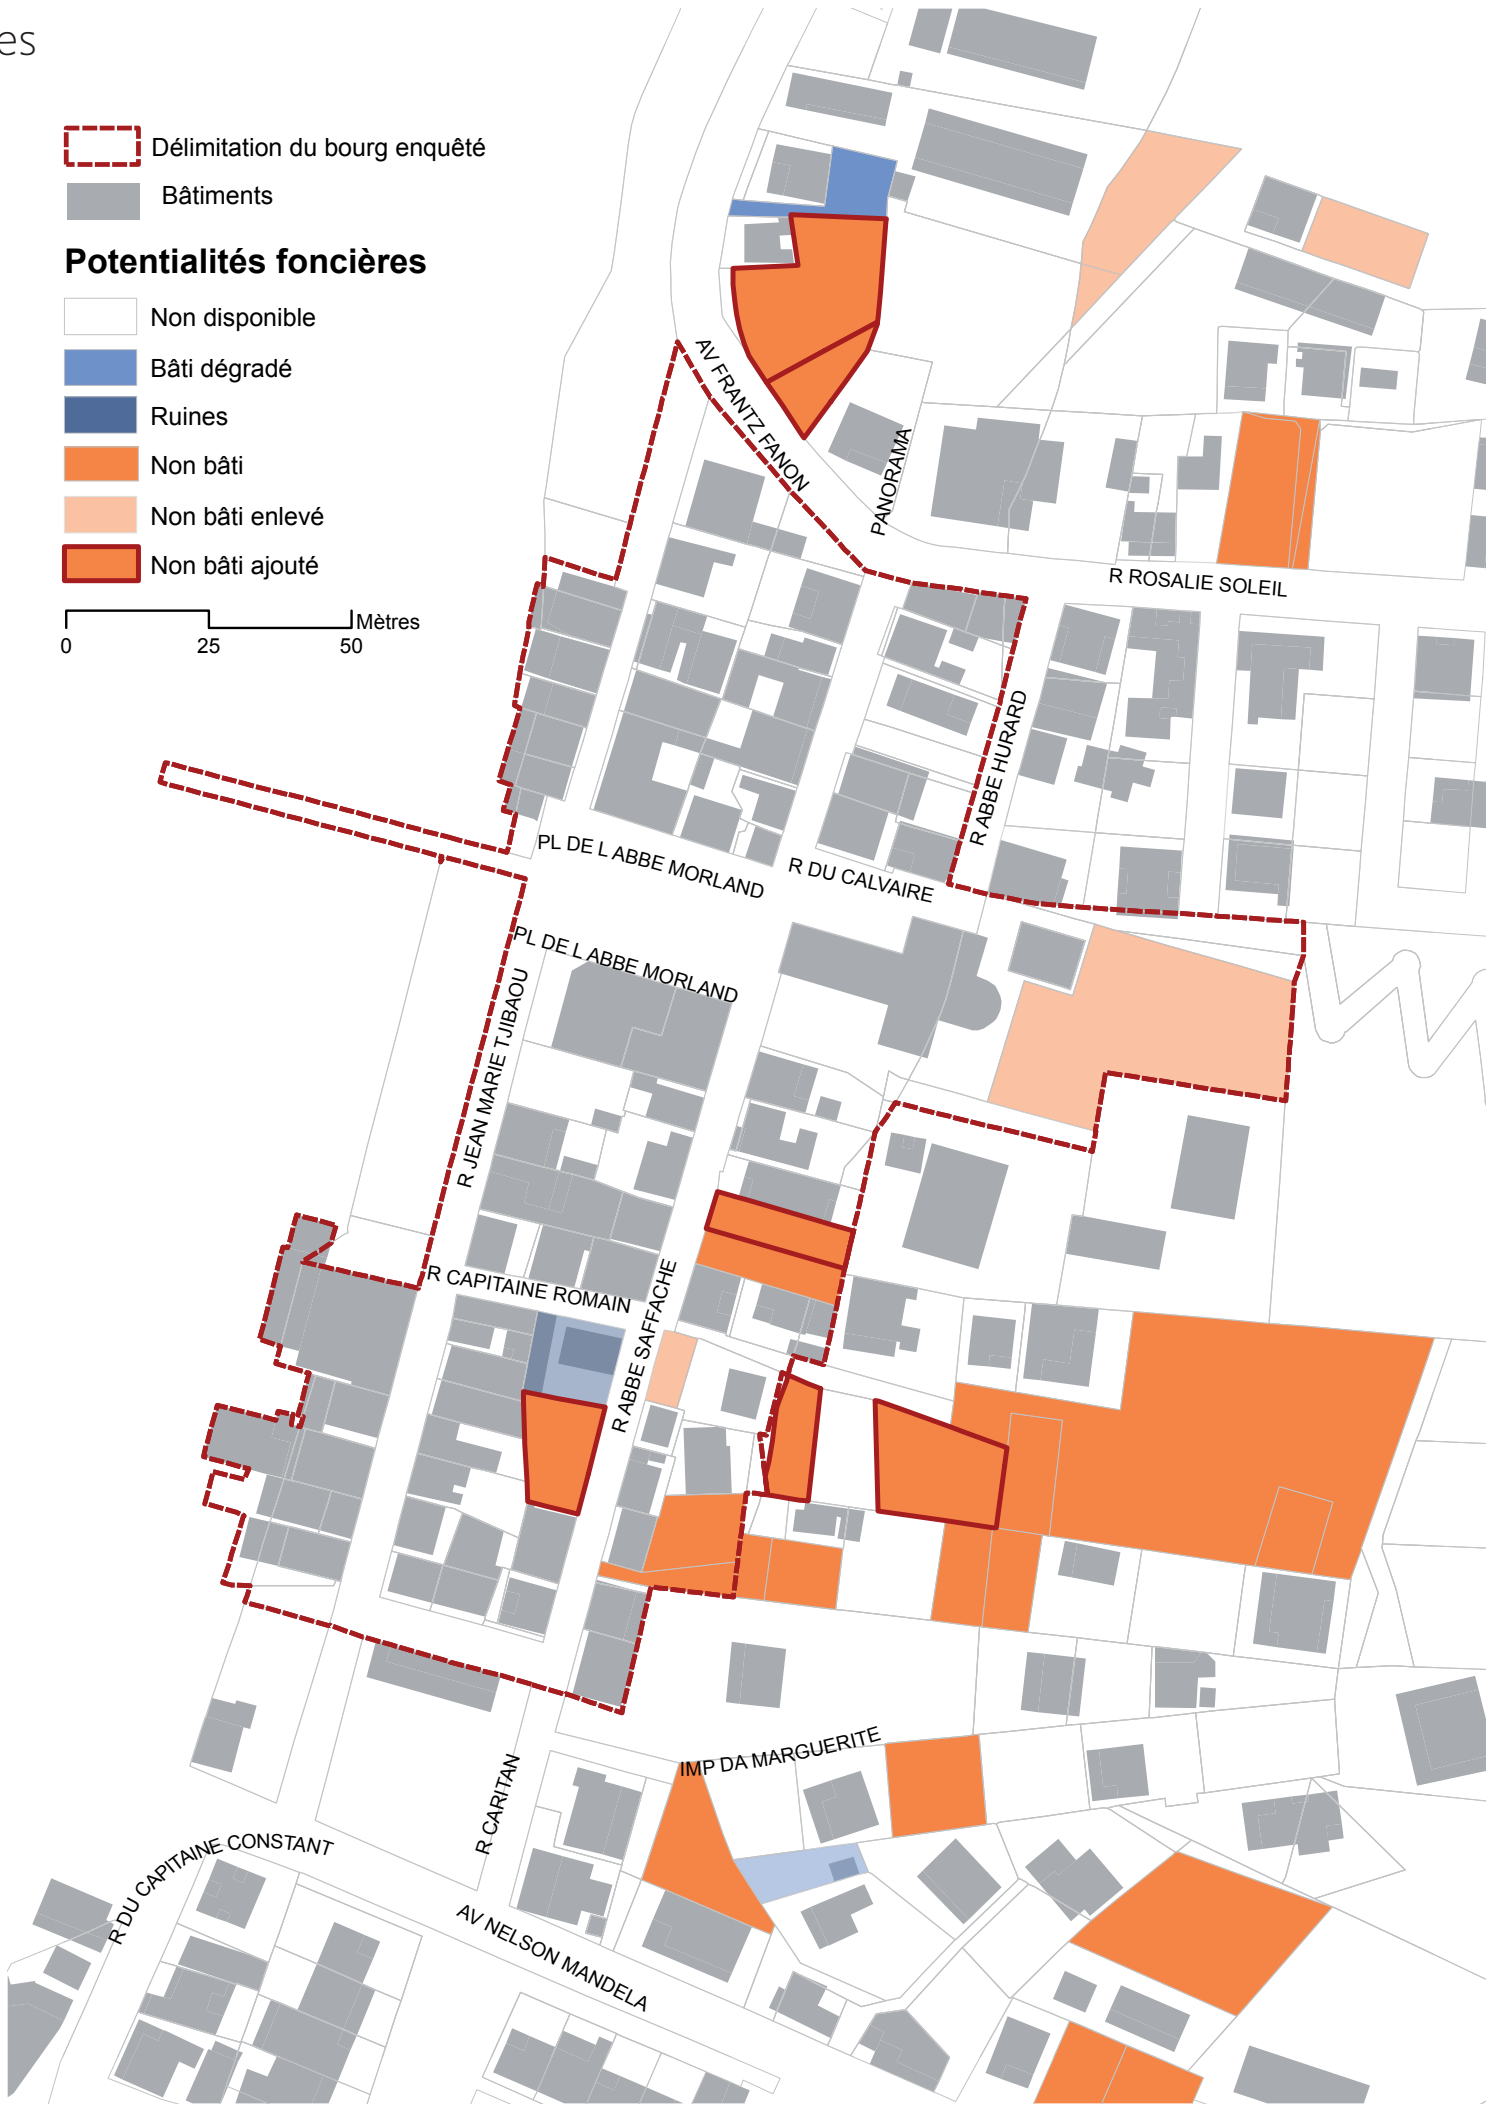 es
Délimitation du bourg enquêté
Bâtiments
Potentialités foncières
Non disponible
Bâti dégradé
Ruines
Non bâti
Non bâti enlevé
Non bâti ajouté
Mètres
0 25 50
AV FRANTZ FANON
PANORAMA
R ROSALIE SOLEIL
R ABBE HURARD
PL DE L ABBE MORLAND
R DU CALVAIRE
PL DE L ABBE MORLAND
R JEAN MARIE TJIBAOU
R CAPITAINE ROMAIN
R ABBE SAFFACHE
IMP DA MARGUERITE
R CARITAN
R DU CAPITAINE CONSTANT
AV NELSON MANDELA